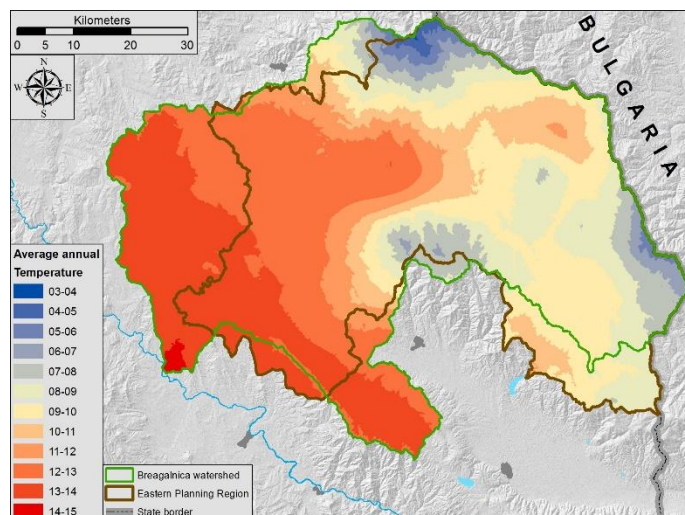 Kilometers
0 5 10 20 30
N
W E
S
BULGARIA
Average annual
Temperature
03-04
04-05
05-06
06-07
07-08
08-09
09-10
10-11
11-12
12-13
13-14
14-15
Breagalnica watershed
Eastern Planning Region
State border